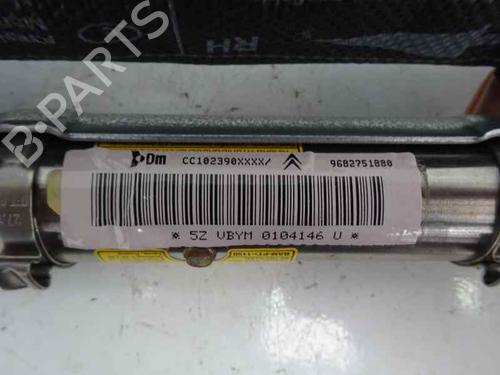 RH
Dm CC102390XXXX/ 9682751880
* 5Z VBYM 0104146 U *
B-PARTS